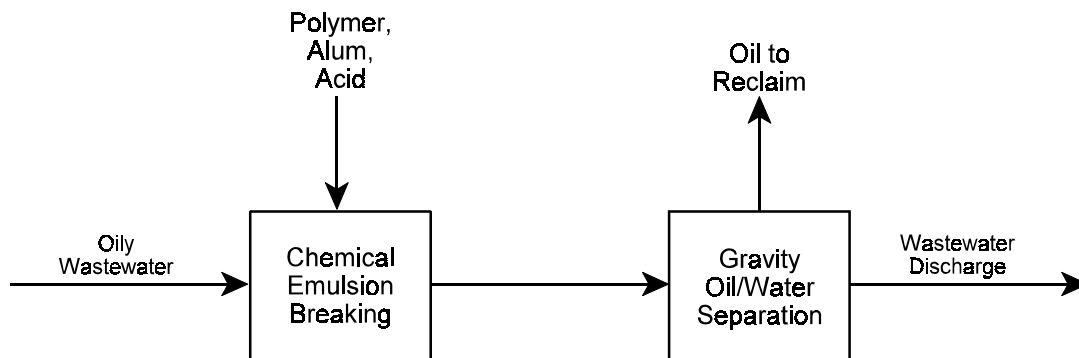 Polymer,
Alum,
Acid
Oil to
Reclaim
Oily
Wastewater
Chemical
Emulsion
Breaking
Gravity
Oil/Water
Separation
Wastewater
Discharge